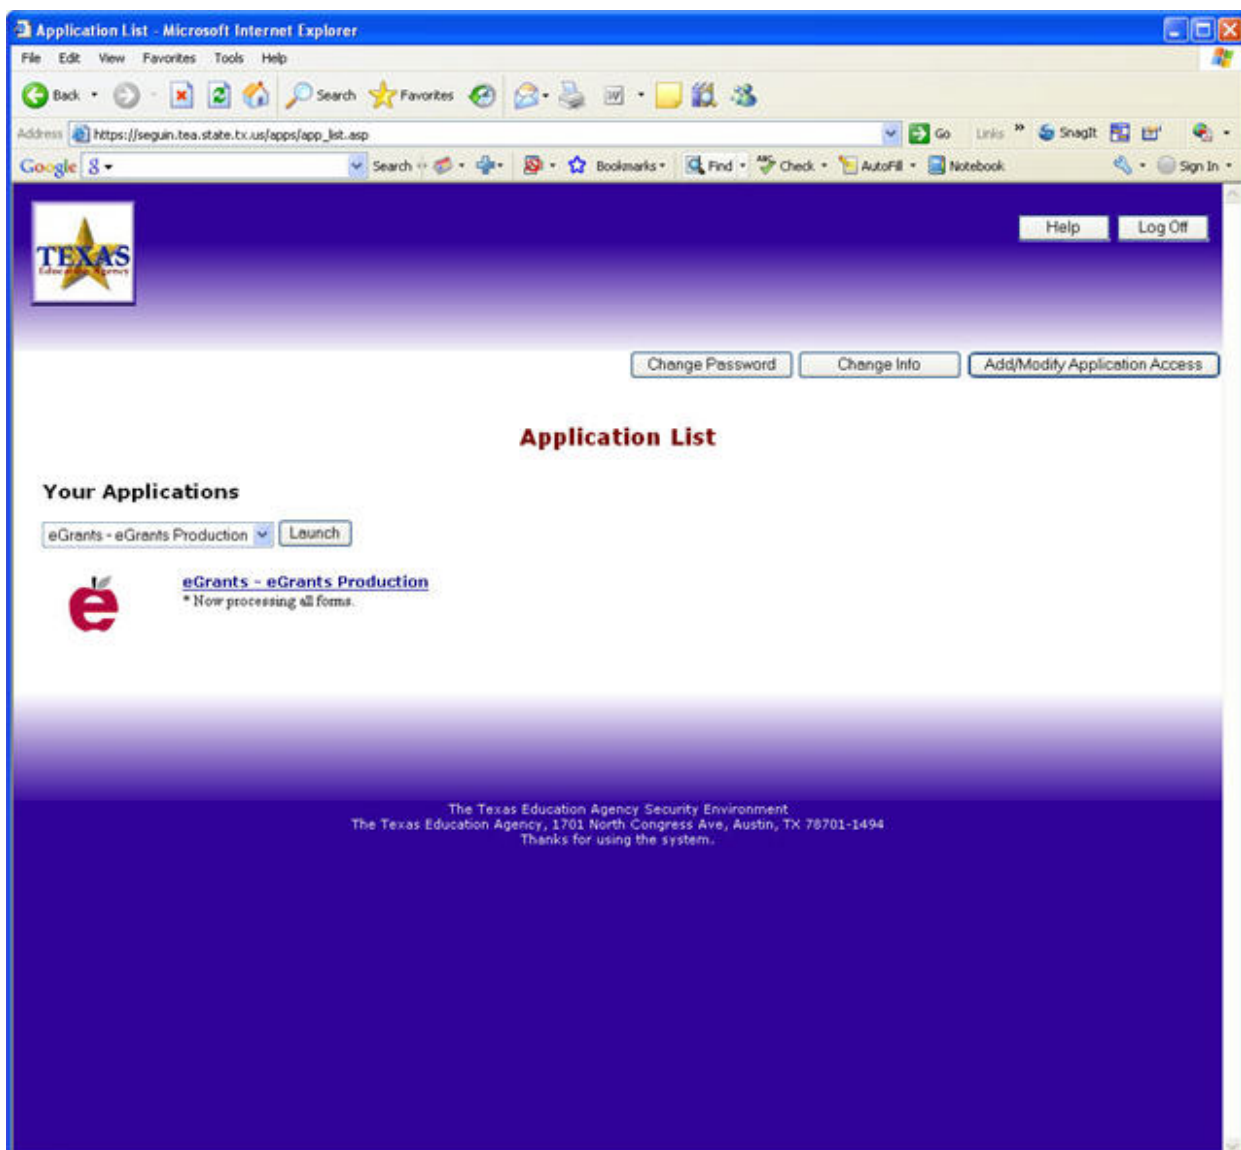 Application List - Microsoft Internet Explorer
File Edit View Favorites Tools Help
Back Search Favorites
Address https://seguin.tea.state.tx.us/apps/app_list.asp Go Links » SnagIt
Google Search Bookmarks Find Check AutoFill Notebook Sign In
Help Log Off
TEXAS
Education Agency
Change Password Change Info Add/Modify Application Access
Application List
Your Applications
eGrants - eGrants Production Launch
e eGrants - eGrants Production
* Now processing all forms.
The Texas Education Agency Security Environment
The Texas Education Agency, 1701 North Congress Ave, Austin, TX 78701-1494
Thanks for using the system.